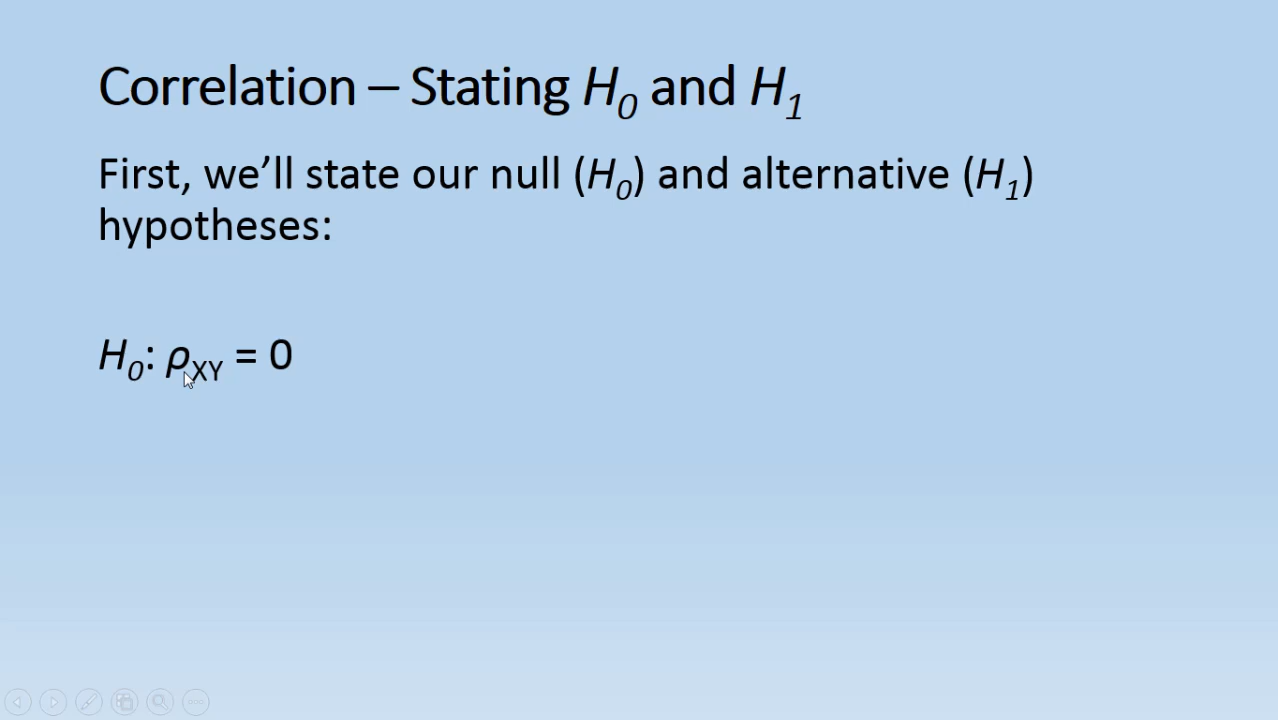 Correlation – Stating H0 and H1
First, we’ll state our null (H0) and alternative (H1)
hypotheses:
H0: ρXY = 0